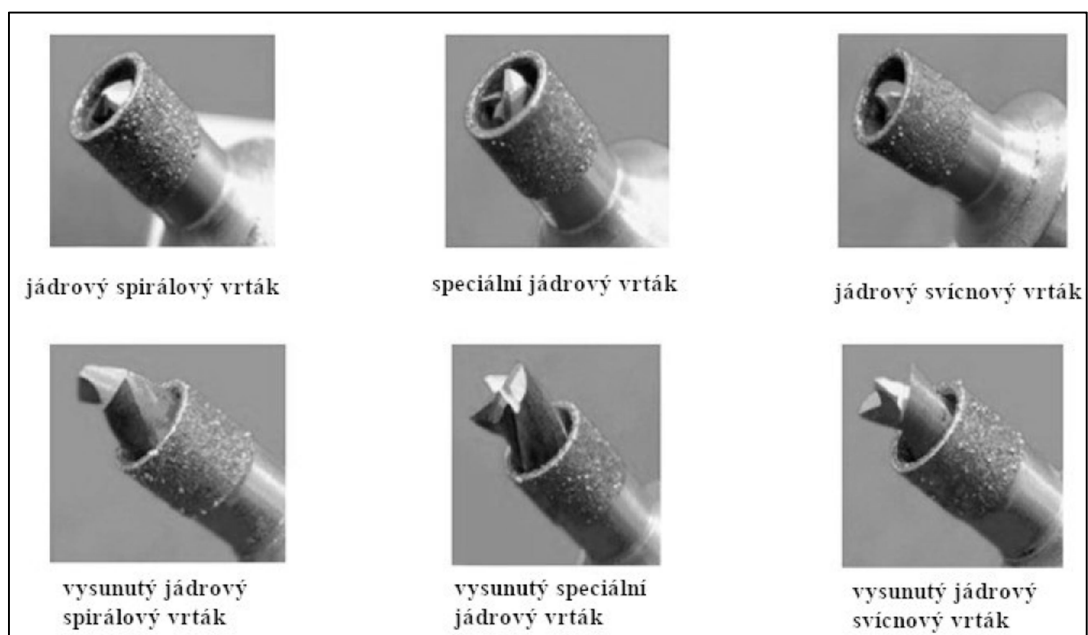 jádrový spirálový vrták
speciální jádrový vrták
jádrový svícnový vrták
vysunutý jádrový
spirálový vrták
vysunutý speciální
jádrový vrták
vysunutý jádrový
svícnový vrták